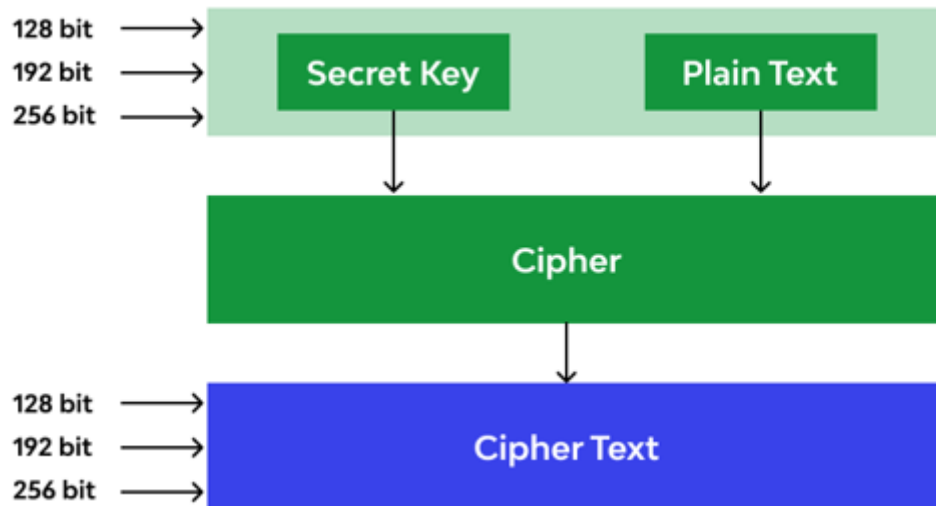 128 bit
192 bit
256 bit
Secret Key
Plain Text
Cipher
128 bit
192 bit
256 bit
Cipher Text